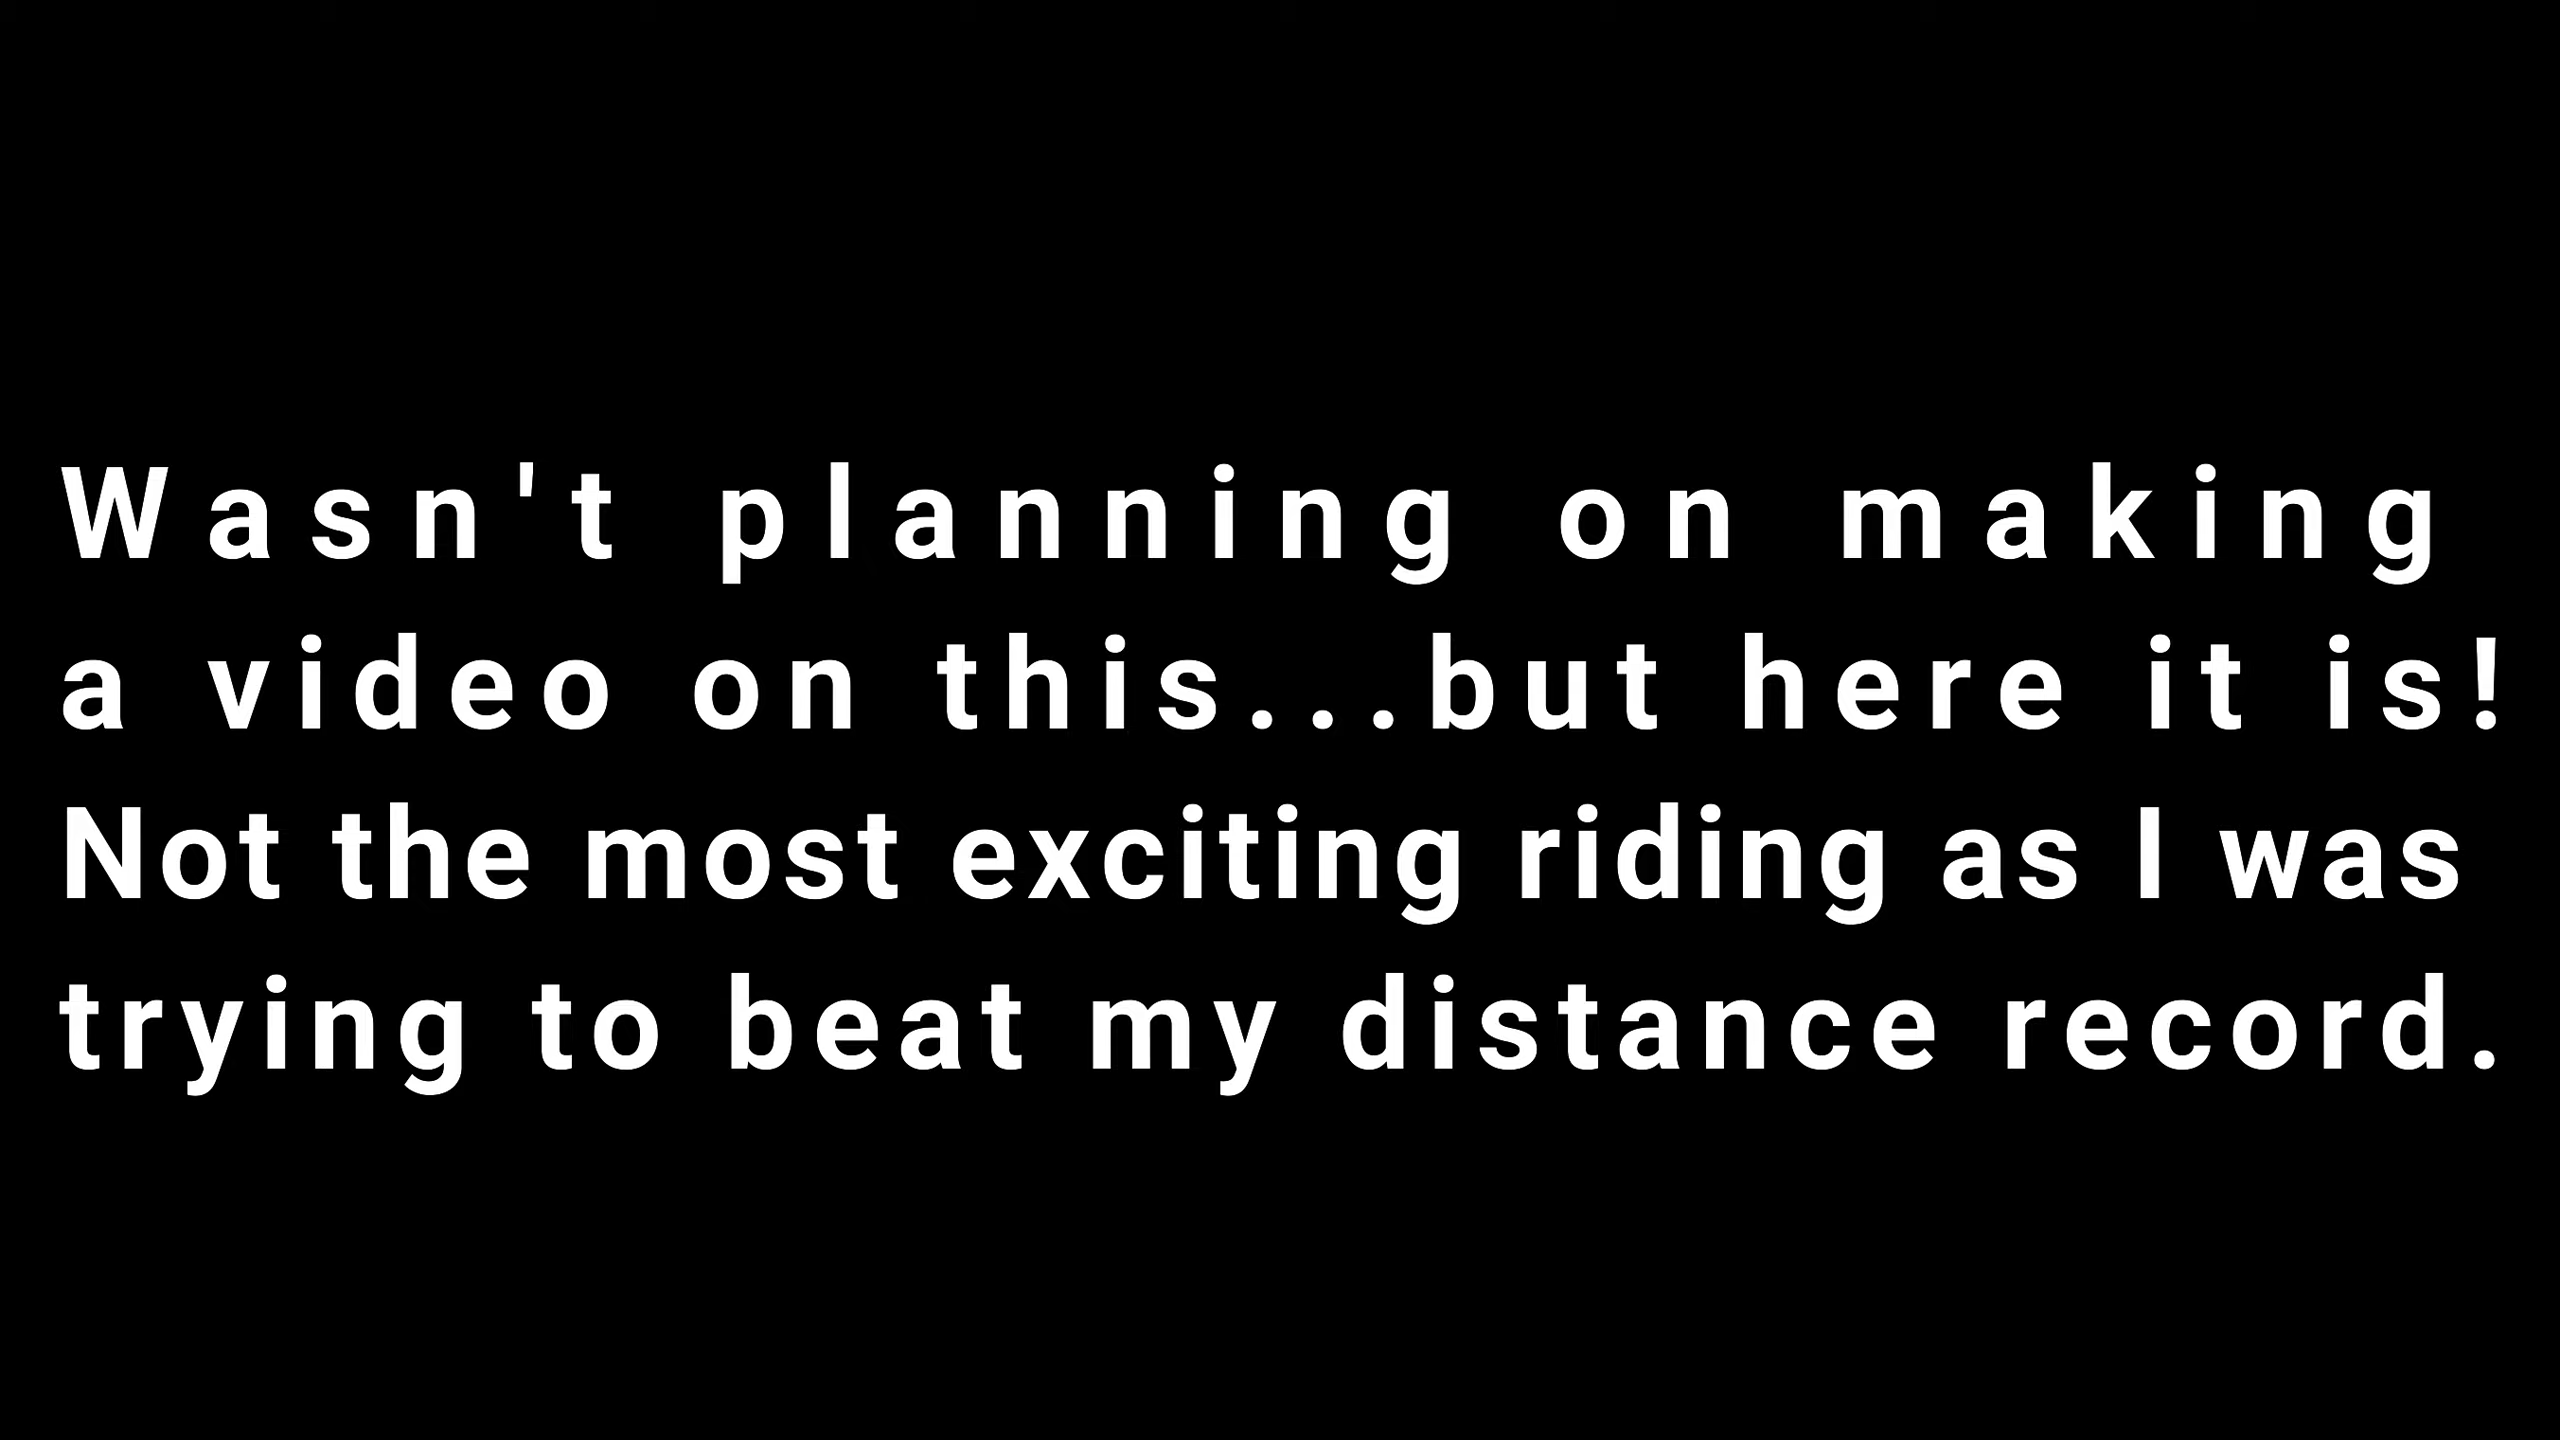 Wasn't planning on making
a video on this...but here it is!
Not the most exciting riding as I was
trying to beat my distance record.